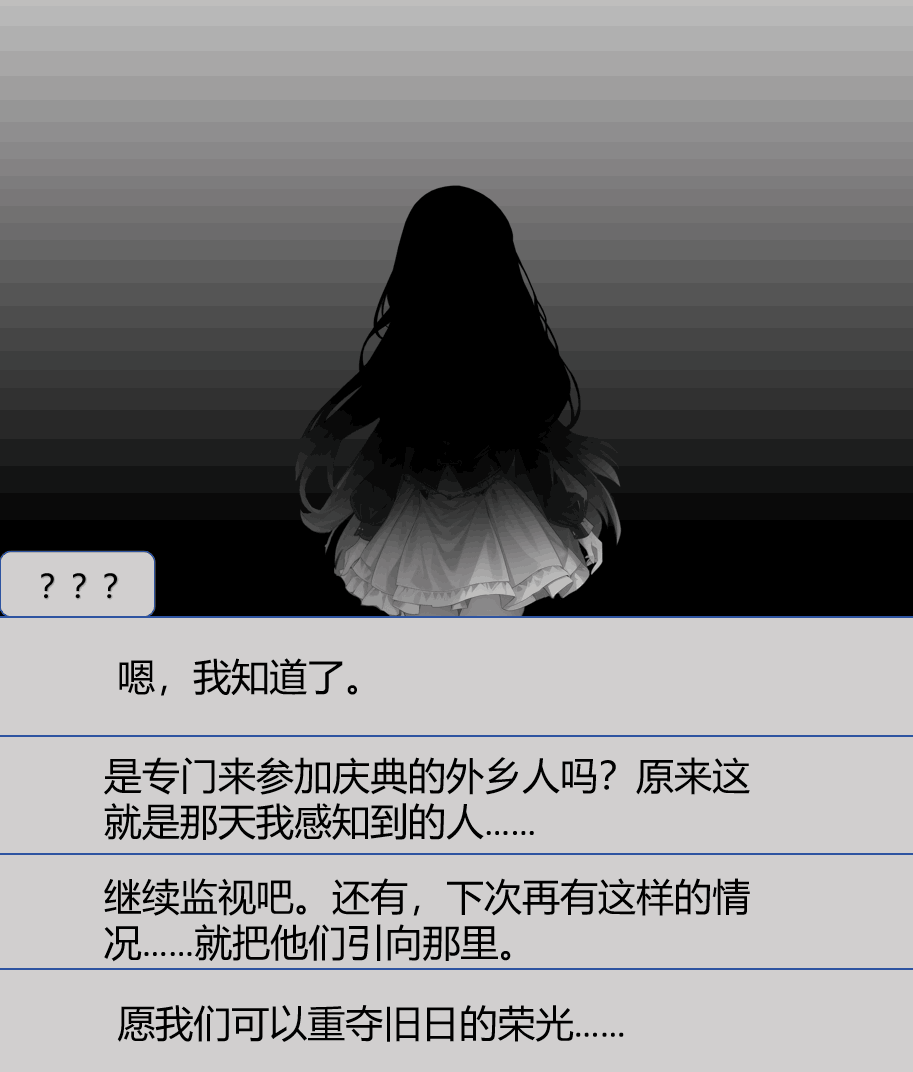 ？？？
嗯，我知道了。
是专门来参加庆典的外乡人吗？原来这
就是那天我感知到的人……
继续监视吧。还有，下次再有这样的情
况……就把他们引向那里。
愿我们可以重夺旧日的荣光……